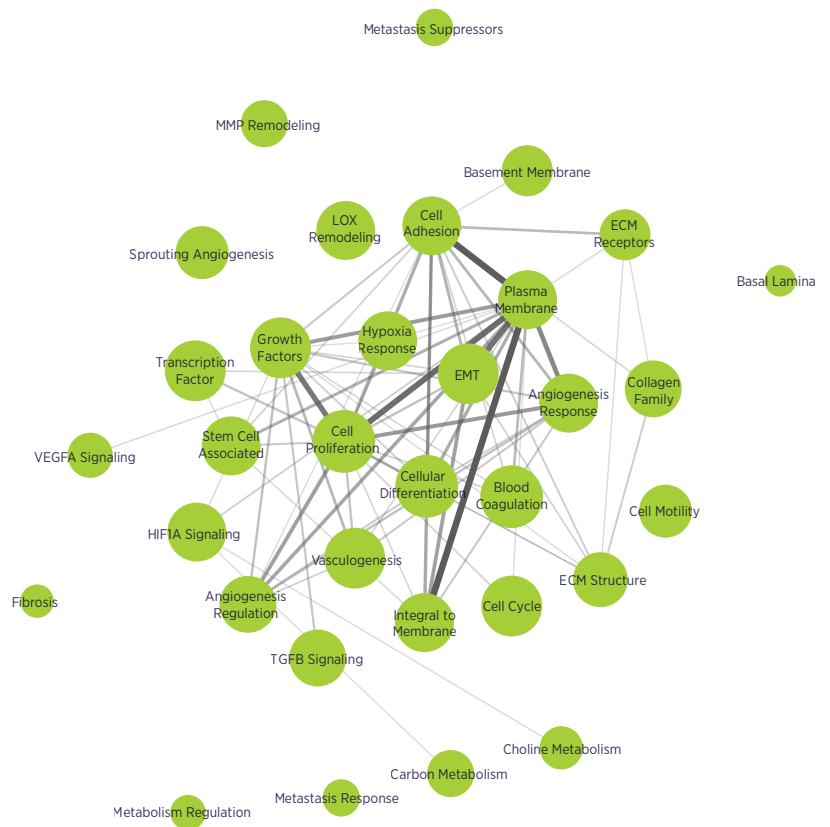 Metastasis Suppressors
MMP Remodeling
Basement Membrane
Cell
Adhesion
LOX
Remodeling
ECM
Receptors
Sprouting Angiogenesis
Basal Lamina
Plasma
Membrane
Hypoxia
Response
Growth
Factors
Transcription
Factor
EMT
Angiogenesis
Response
Collagen
Family
Stem Cell
Associated
Cell
Proliferation
VEGFA Signaling
Cellular
Differentiation
Blood
Coagulation
Cell Motility
HIF1A Signaling
Vasculogenesis
ECM Structure
Fibrosis
Angiogenesis
Regulation
Integral to
Membrane
Cell Cycle
TGFB Signaling
Choline Metabolism
Carbon Metabolism
Metastasis Response
Metabolism Regulation